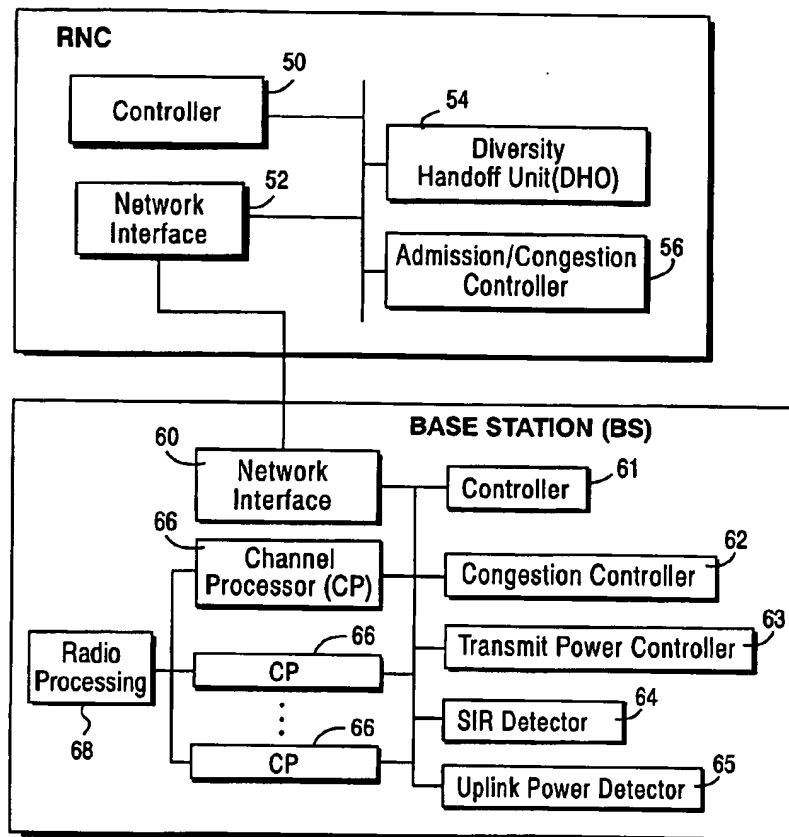 RNC
50
Controller
54
Diversity
Handoff Unit(DHO)
52
Network
Interface
Admission/Congestion
Controller
56
BASE STATION (BS)
60
Network
Interface
Controller
61
66
Channel
Processor (CP)
62
Congestion Controller
Radio
Processing
68
66
CP
63
Transmit Power Controller
66
CP
64
SIR Detector
65
Uplink Power Detector